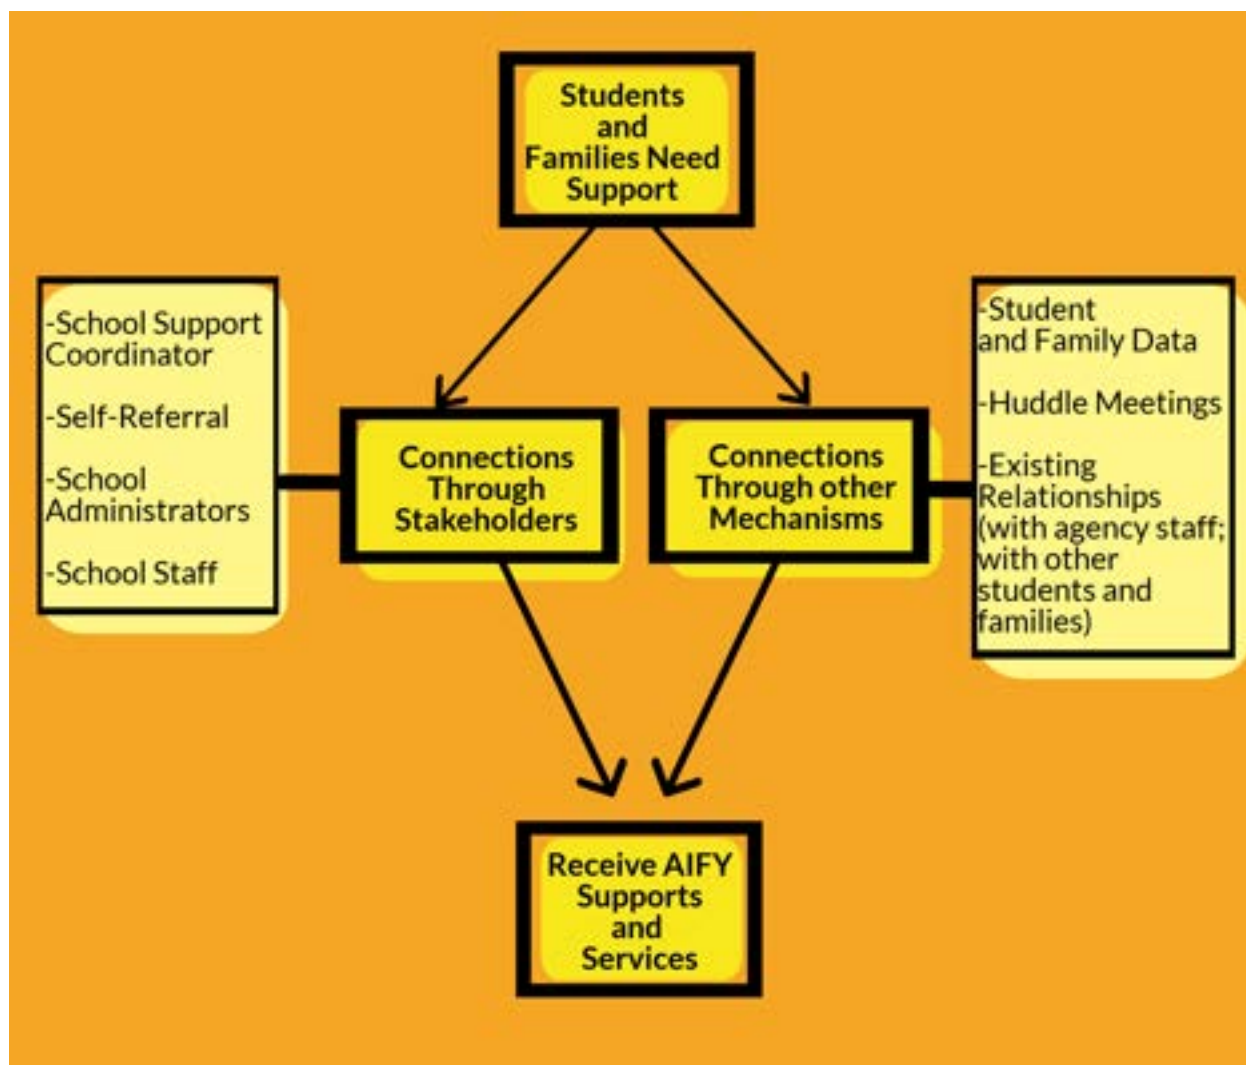 Students
and
Families Need
Support
-School Support
Coordinator
-Self-Referral
-School
Administrators
-School Staff
Connections
Through
Stakeholders
Connections
Through other
Mechanisms
-Student
and Family Data
-Huddle Meetings
-Existing
Relationships
(with agency staff;
with other
students and
families)
Receive AIFY
Supports
and
Services